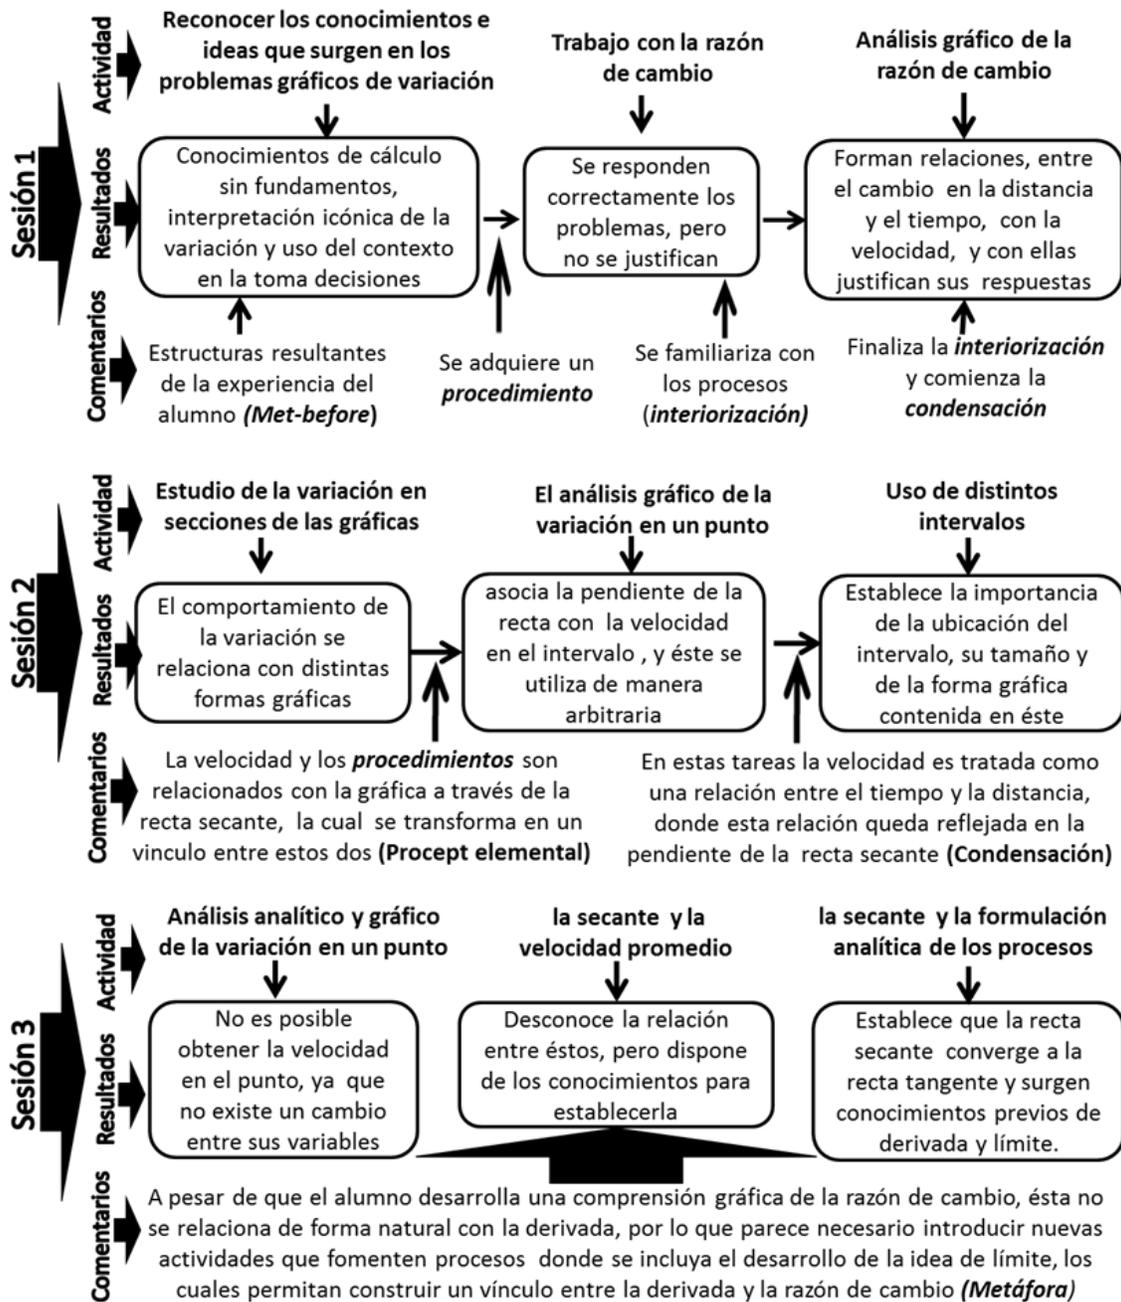 Sesión 1
Actividad
Reconocer los conocimientos e
ideas que surgen en los
problemas gráficos de variación
Trabajo con la razón
de cambio
Análisis gráfico de la
razón de cambio
Resultados
Conocimientos de cálculo
sin fundamentos,
interpretación icónica de la
variación y uso del contexto
en la toma decisiones
Se responden
correctamente los
problemas, pero
no se justifican
Forman relaciones, entre
el cambio en la distancia
y el tiempo, con la
velocidad, y con ellas
justifican sus respuestas
Comentarios
Estructuras resultantes
de la experiencia del
alumno (Met-before)
Se adquiere un
procedimiento
Se familiariza con
los procesos
(interiorización)
Finaliza la interiorización
y comienza la
condensación
Sesión 2
Actividad
Estudio de la variación en
secciones de las gráficas
El análisis gráfico de la
variación en un punto
Uso de distintos
intervalos
Resultados
El comportamiento de
la variación se
relaciona con distintas
formas gráficas
asocia la pendiente de la
recta con la velocidad
en el intervalo , y éste se
utiliza de manera
arbitraria
Establece la importancia
de la ubicación del
intervalo, su tamaño y
de la forma gráfica
contenida en éste
Comentarios
La velocidad y los procedimientos son
relacionados con la gráfica a través de la
recta secante, la cual se transforma en un
vinculo entre estos dos (Procept elemental)
En estas tareas la velocidad es tratada como
una relación entre el tiempo y la distancia,
donde esta relación queda reflejada en la
pendiente de la recta secante (Condensación)
Sesión 3
Actividad
Análisis analítico y gráfico
de la variación en un punto
la secante y la
velocidad promedio
la secante y la formulación
analítica de los procesos
Resultados
No es posible
obtener la velocidad
en el punto, ya que
no existe un cambio
entre sus variables
Desconoce la relación
entre éstos, pero dispone
de los conocimientos para
establecerla
Establece que la recta
secante converge a la
recta tangente y surgen
conocimientos previos de
derivada y límite.
Comentarios
A pesar de que el alumno desarrolla una comprensión gráfica de la razón de cambio, ésta no
se relaciona de forma natural con la derivada, por lo que parece necesario introducir nuevas
actividades que fomenten procesos donde se incluya el desarrollo de la idea de límite, los
cuales permitan construir un vínculo entre la derivada y la razón de cambio (Metáfora)